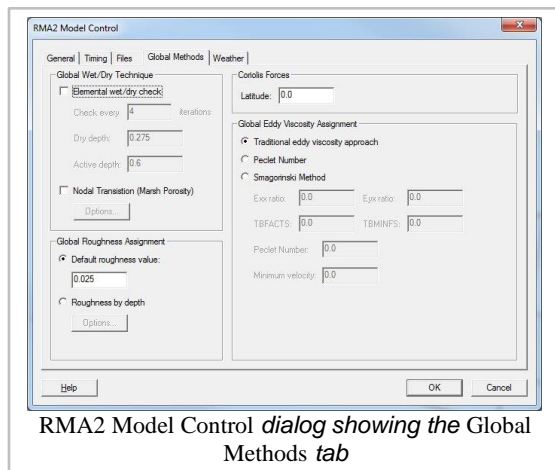 RMA2 Model Control
General Timing Files Global Methods Weather
Global Wet/Dry Technique
Elemental wet/dry check
Check every 4 iterations
Dry depth: 0.275
Active depth: 0.6
Nodal Transistion (Marsh Porosity)
Options...
Global Roughness Assignment
Default roughness value:
0.025
Roughness by depth
Options...
Coriolis Forces
Latitude: 0.0
Global Eddy Viscosity Assignment
Traditional eddy viscosity approach
Peclet Number
Smagorinski Method
Exx ratio: 0.0 Eyx ratio: 0.0
TBFACTS: 0.0 TBMINFS: 0.0
Peclet Number: 0.0
Minimum velocity: 0.0
Help OK Cancel
RMA2 Model Control dialog showing the Global
Methods tab